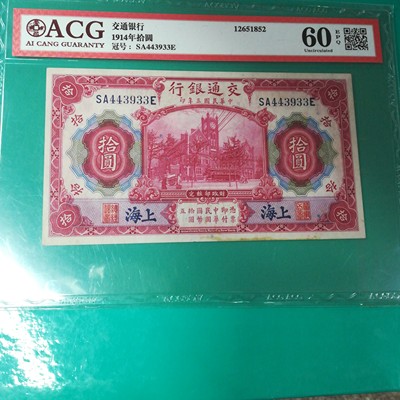 ACG
AI CANG GUARANTY
交通银行
1914年拾圆
冠号: SA443933E
12651852
60
EPQ
Uncirculated
行銀通交
印年三國民華中
SA443933E
SA443933E
拾圓
拾圓
拾
拾
拾
拾
海上
海上